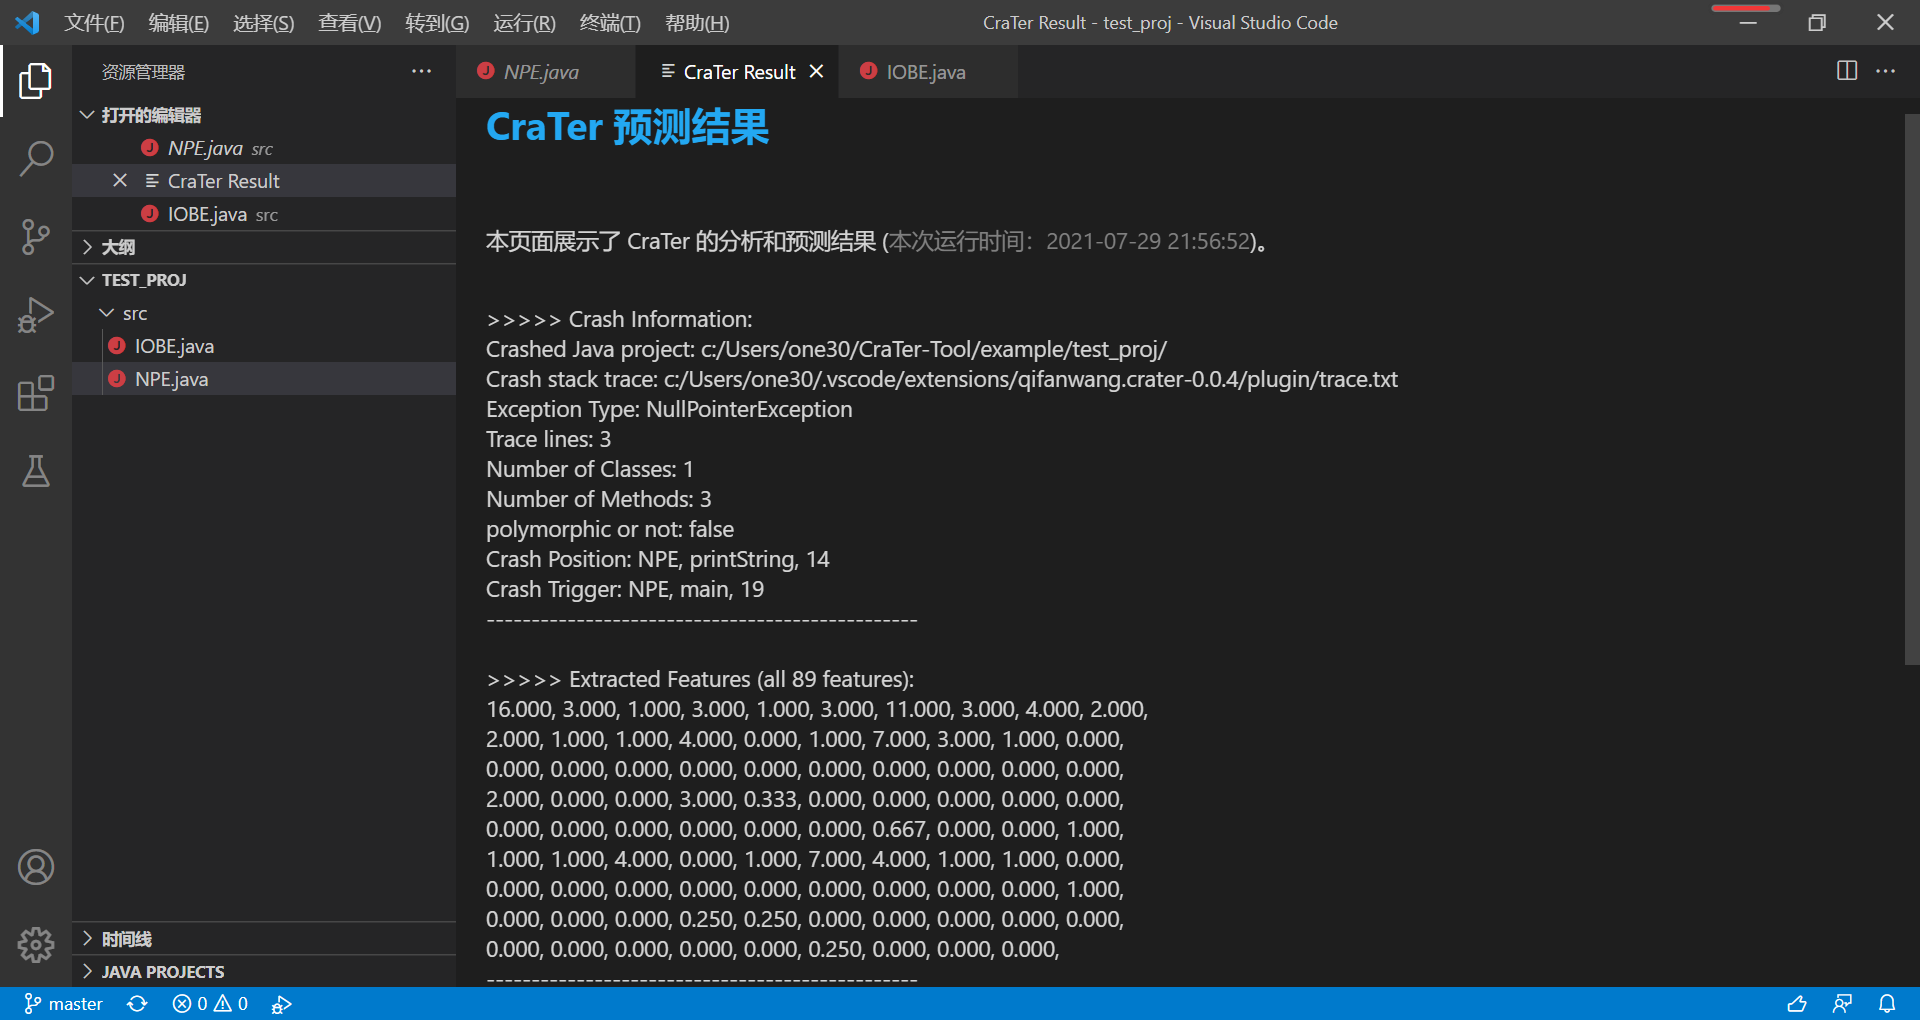 文件(F) 编辑(E) 选择(S) 查看(V) 转到(G) 运行(R) 终端(T) 帮助(H) CraTer Result - test_proj - Visual Studio Code
资源管理器
打开的编辑器
NPE.java src
CraTer Result
IOBE.java src
大纲
TEST_PROJ
src
IOBE.java
NPE.java
时间线
JAVA PROJECTS
NPE.java CraTer Result IOBE.java
CraTer 预测结果
本页面展示了 CraTer 的分析和预测结果 (本次运行时间：2021-07-29 21:56:52)。
>>>>> Crash Information:
Crashed Java project: c:/Users/one30/CraTer-Tool/example/test_proj/
Crash stack trace: c:/Users/one30/.vscode/extensions/qifanwang.crater-0.0.4/plugin/trace.txt
Exception Type: NullPointerException
Trace lines: 3
Number of Classes: 1
Number of Methods: 3
polymorphic or not: false
Crash Position: NPE, printString, 14
Crash Trigger: NPE, main, 19
------------------------------------------------
>>>>> Extracted Features (all 89 features):
16.000, 3.000, 1.000, 3.000, 1.000, 3.000, 11.000, 3.000, 4.000, 2.000,
2.000, 1.000, 1.000, 4.000, 0.000, 1.000, 7.000, 3.000, 1.000, 0.000,
0.000, 0.000, 0.000, 0.000, 0.000, 0.000, 0.000, 0.000, 0.000, 0.000,
2.000, 0.000, 0.000, 3.000, 0.333, 0.000, 0.000, 0.000, 0.000, 0.000,
0.000, 0.000, 0.000, 0.000, 0.000, 0.000, 0.667, 0.000, 0.000, 1.000,
1.000, 1.000, 4.000, 0.000, 1.000, 7.000, 4.000, 1.000, 1.000, 0.000,
0.000, 0.000, 0.000, 0.000, 0.000, 0.000, 0.000, 0.000, 0.000, 1.000,
0.000, 0.000, 0.000, 0.250, 0.250, 0.000, 0.000, 0.000, 0.000, 0.000,
0.000, 0.000, 0.000, 0.000, 0.000, 0.250, 0.000, 0.000, 0.000,
------------------------------------------------
master 0 0